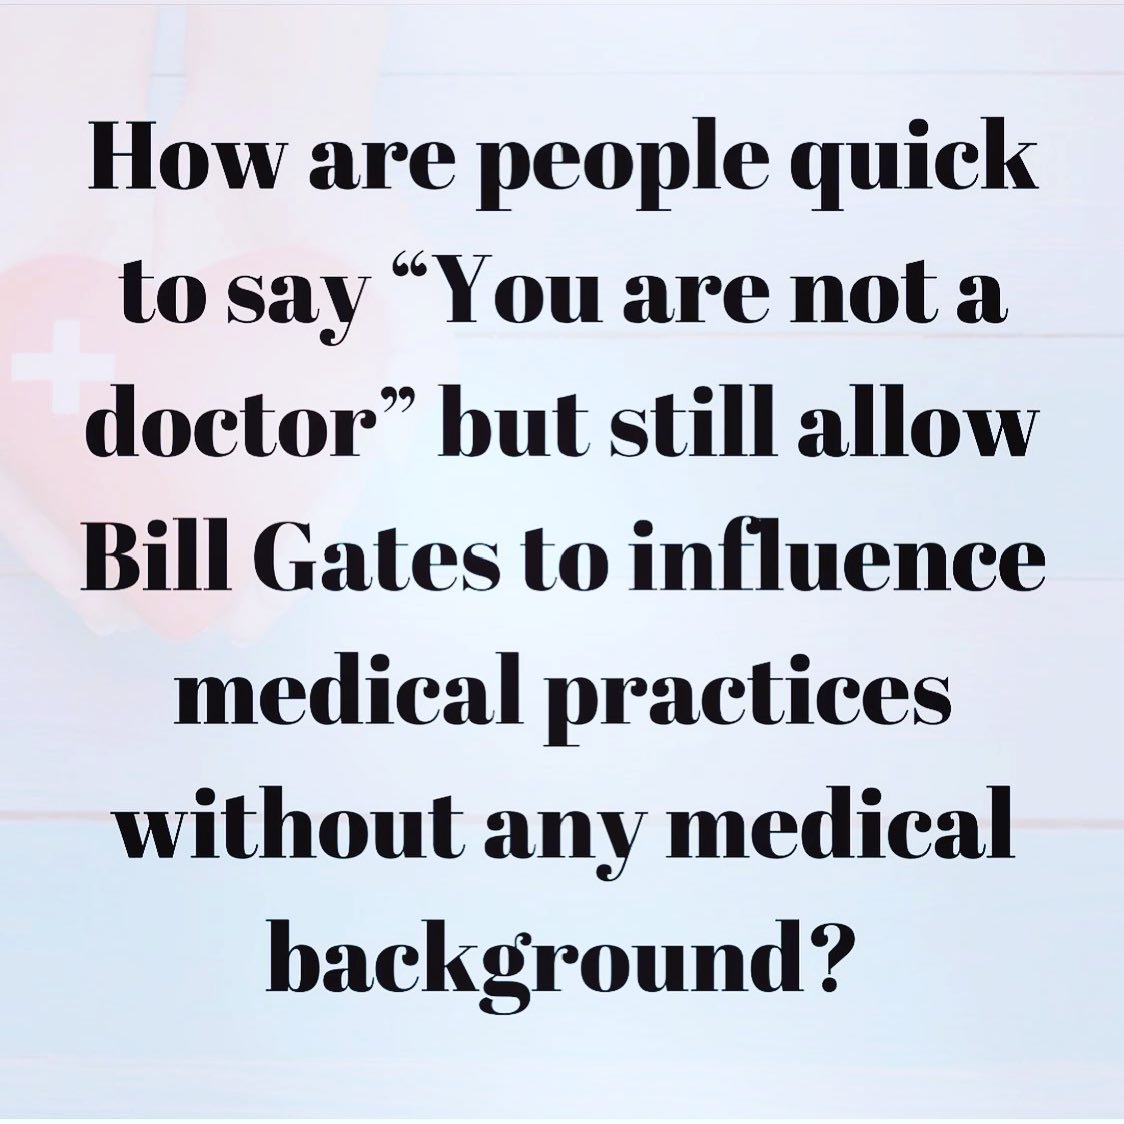 How are people quick
to say “You are not a
doctor” but still allow
Bill Gates to influence
medical practices
without any medical
background?